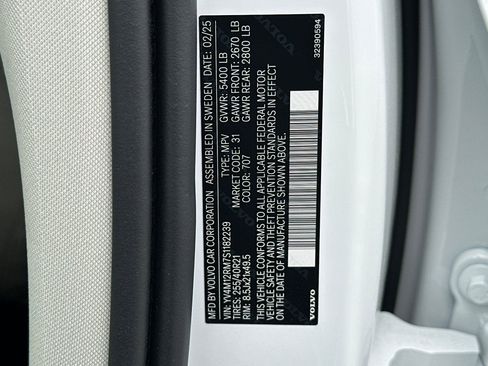 MFD BY VOLVO CAR CORPORATION ASSEMBLED IN SWEDEN DATE: 02/25
TYPE: MPV GVWR: 5400 LB
MARKET CODE: 31 GAWR FRONT: 2670 LB
COLOR: 707 GAWR REAR: 2800 LB
VIN: YV4M12RM7S1182239
TIRES: 255/40R21
RIM: 8.5Jx21x49.5
THIS VEHICLE CONFORMS TO ALL APPLICABLE FEDERAL MOTOR
VEHICLE SAFETY AND THEFT PREVENTION STANDARDS IN EFFECT
ON THE DATE OF MANUFACTURE SHOWN ABOVE.
VOLVO
32390594